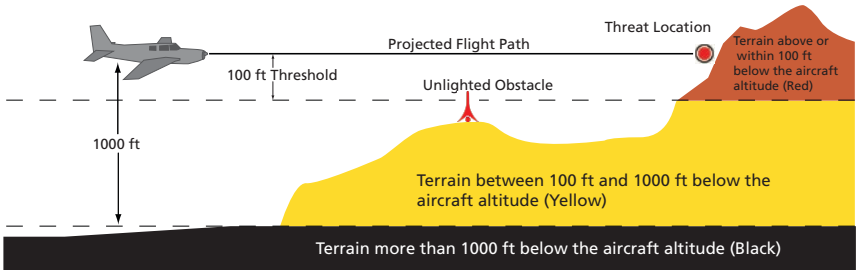 Threat Location
Projected Flight Path
Terrain above or
within 100 ft
below the aircraft
altitude (Red)
100 ft Threshold
Unlighted Obstacle
1000 ft
Terrain between 100 ft and 1000 ft below the
aircraft altitude (Yellow)
Terrain more than 1000 ft below the aircraft altitude (Black)